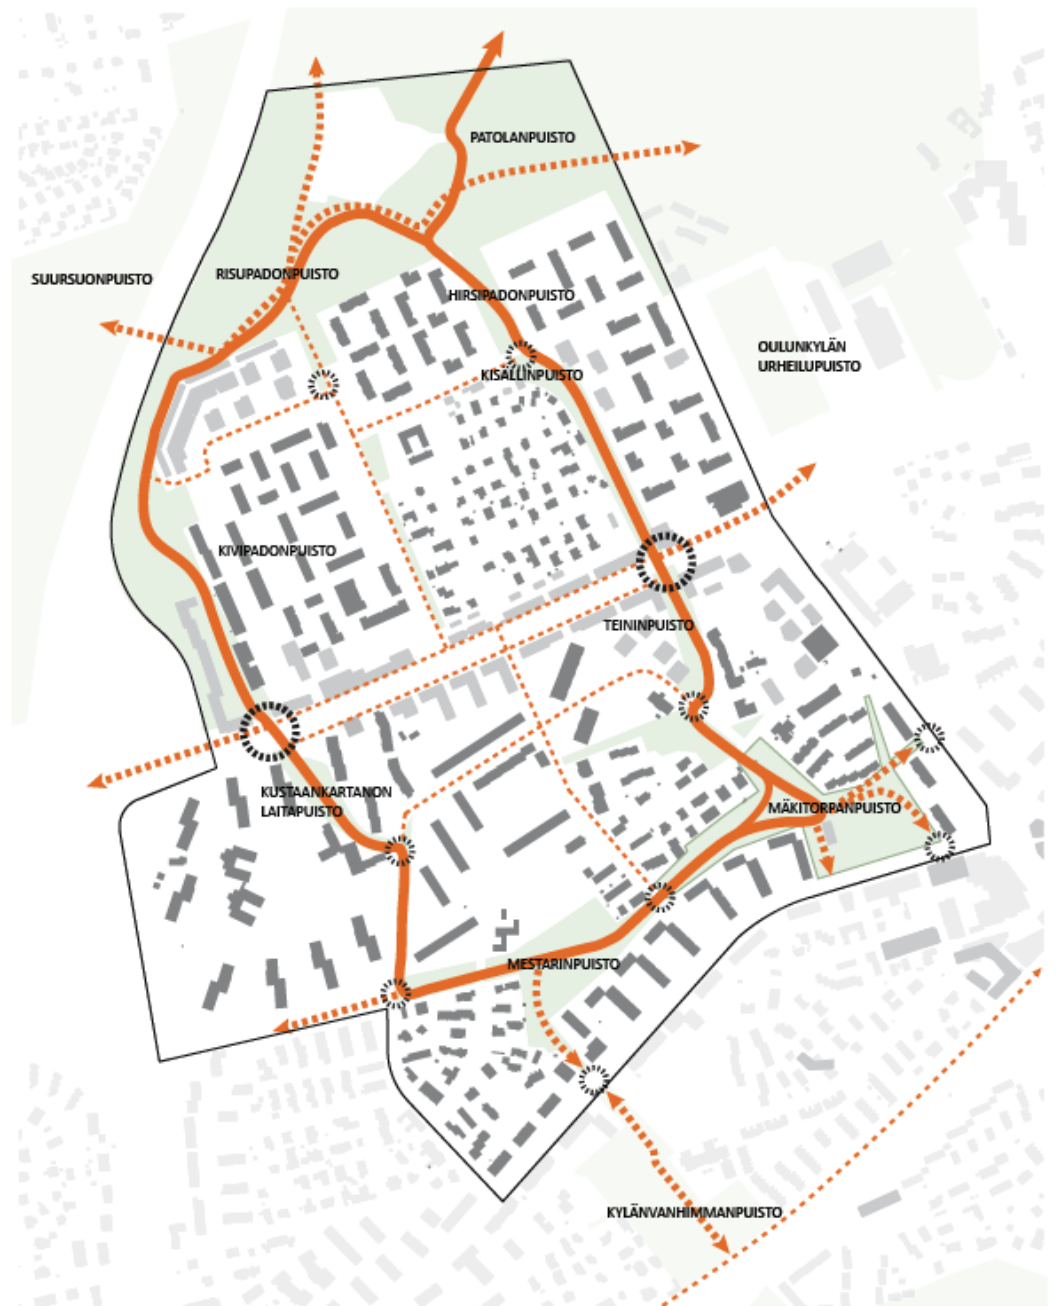 PATOLANPUISTO
SUURSUONPUISTO
RISUPADONPUISTO
HIRSIPADONPUISTO
OULUNKYLÄN
URHEILUPUISTO
KISÄLLINPUISTO
KIVIPADONPUISTO
TEININPUISTO
KUSTAANKARTANON
LAITAPUISTO
MÄKITORPANPUISTO
MESTARINPUISTO
KYLÄNVANHIMMANPUISTO